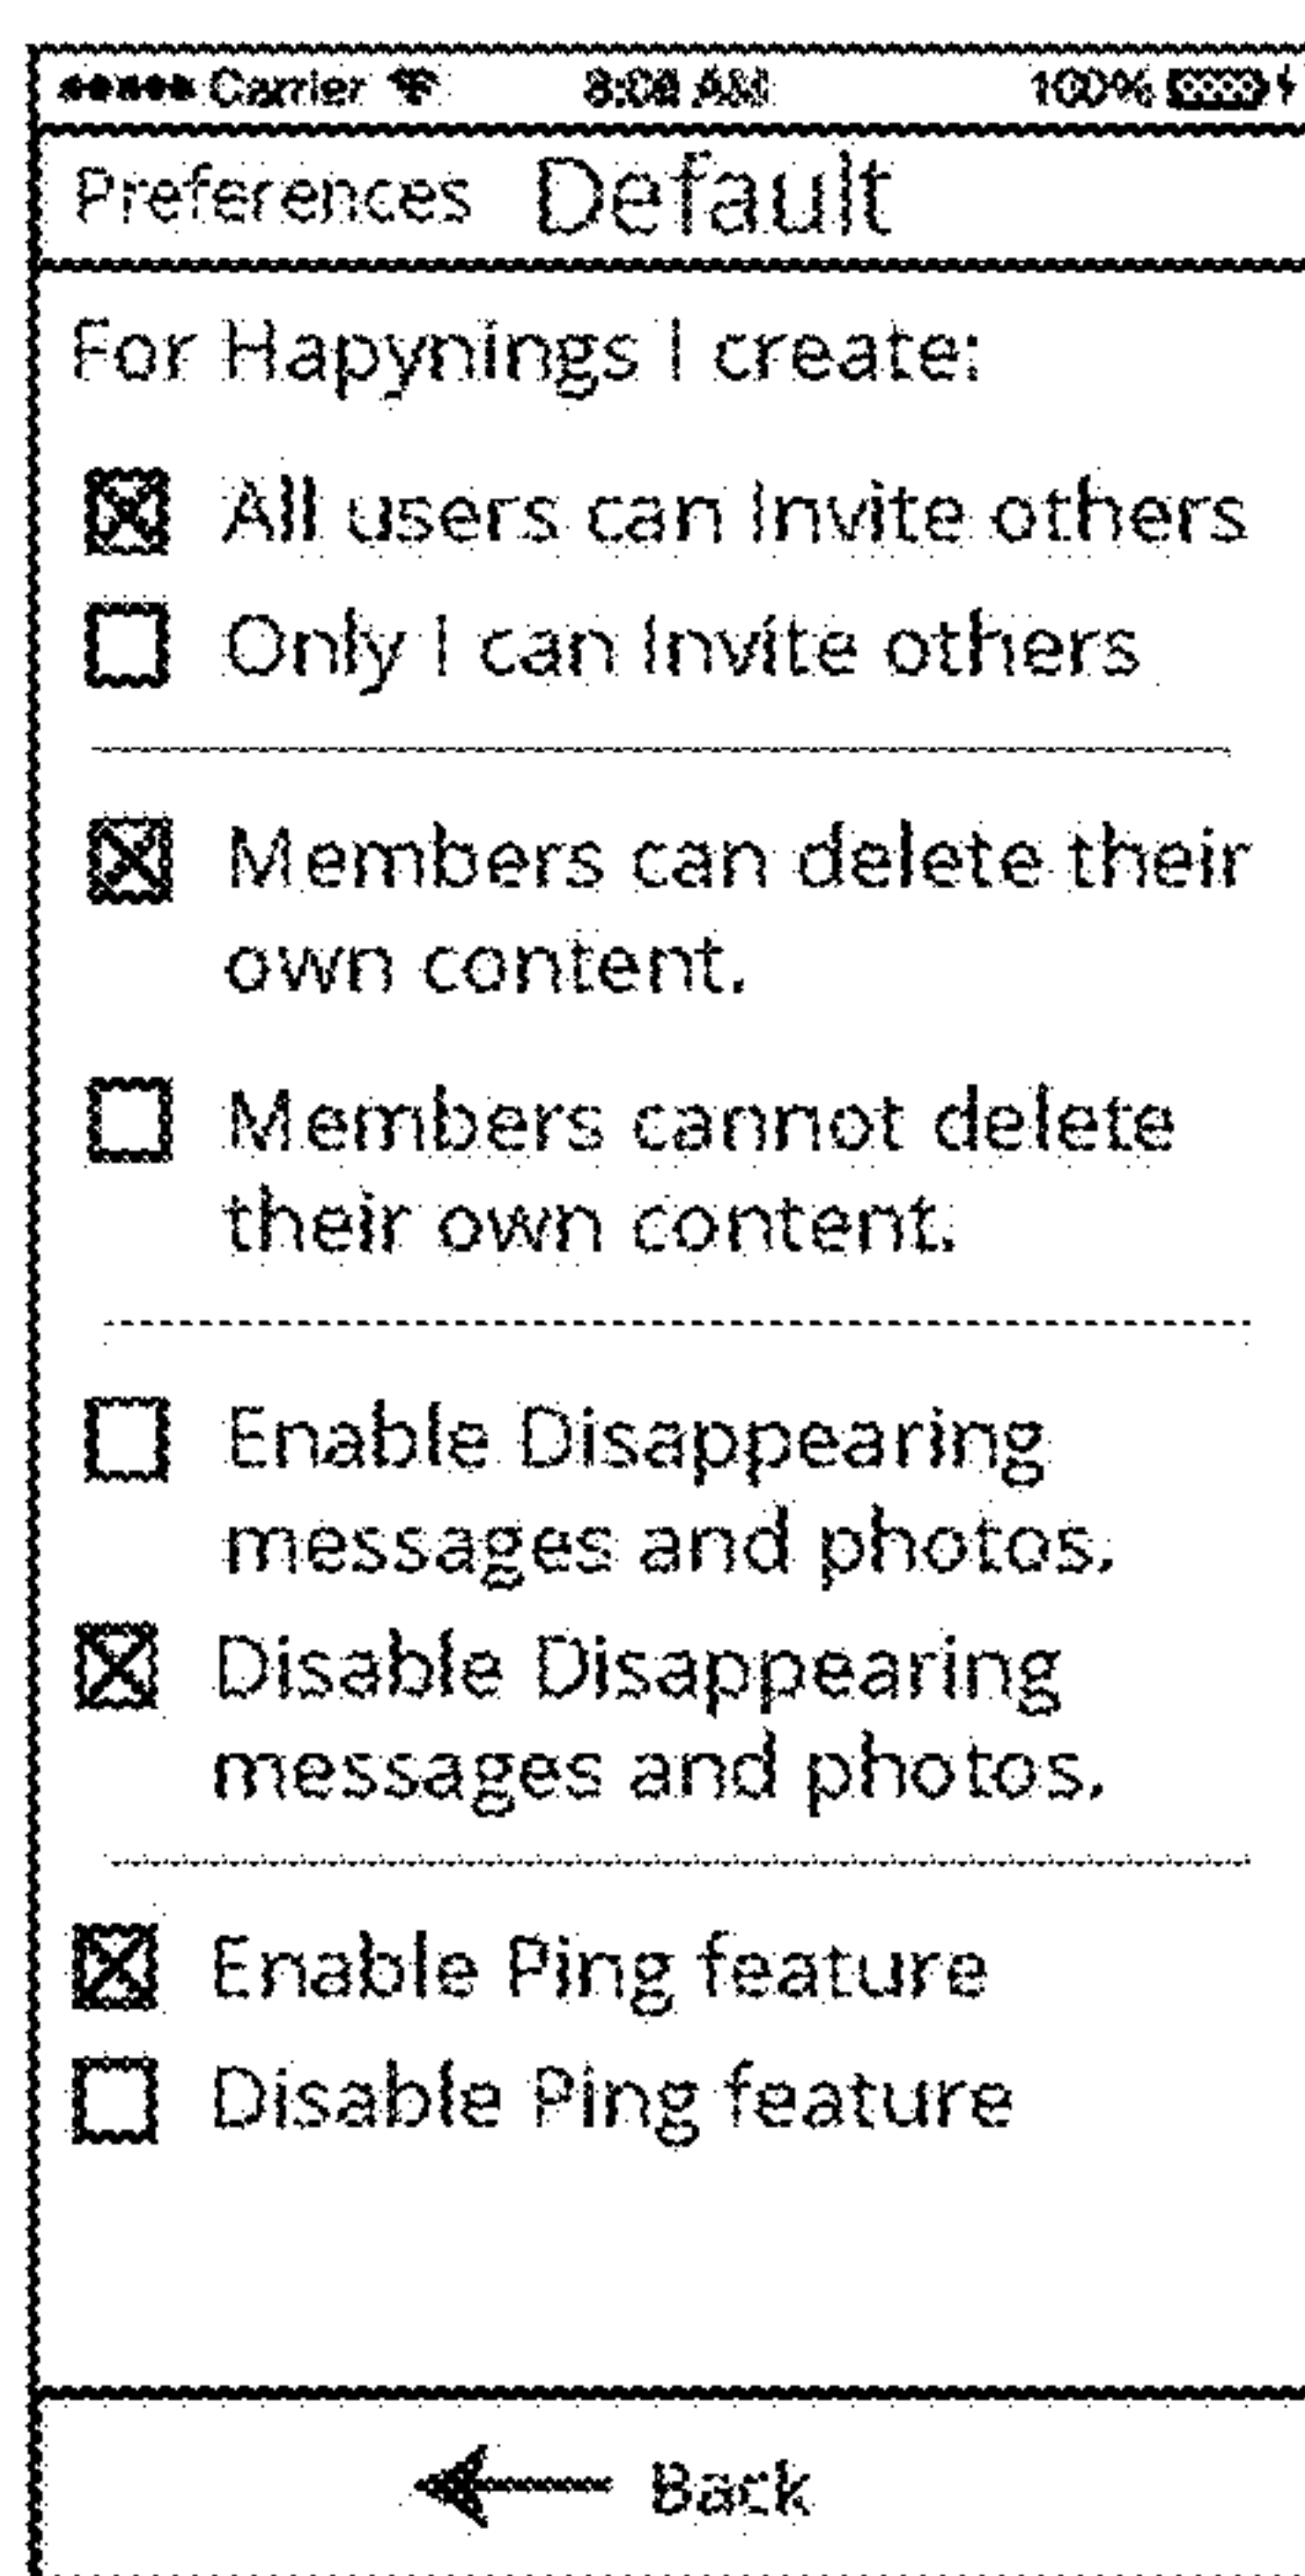 Carrier 8:08 AM 100%
Preferences Default
For Hapynings I create:
All users can Invite others
Only I can Invite others
Members can delete their
own content.
Members cannot delete
their own content.
Enable Disappearing
messages and photos.
Disable Disappearing
messages and photos.
Enable Ping feature
Disable Ping feature
Back